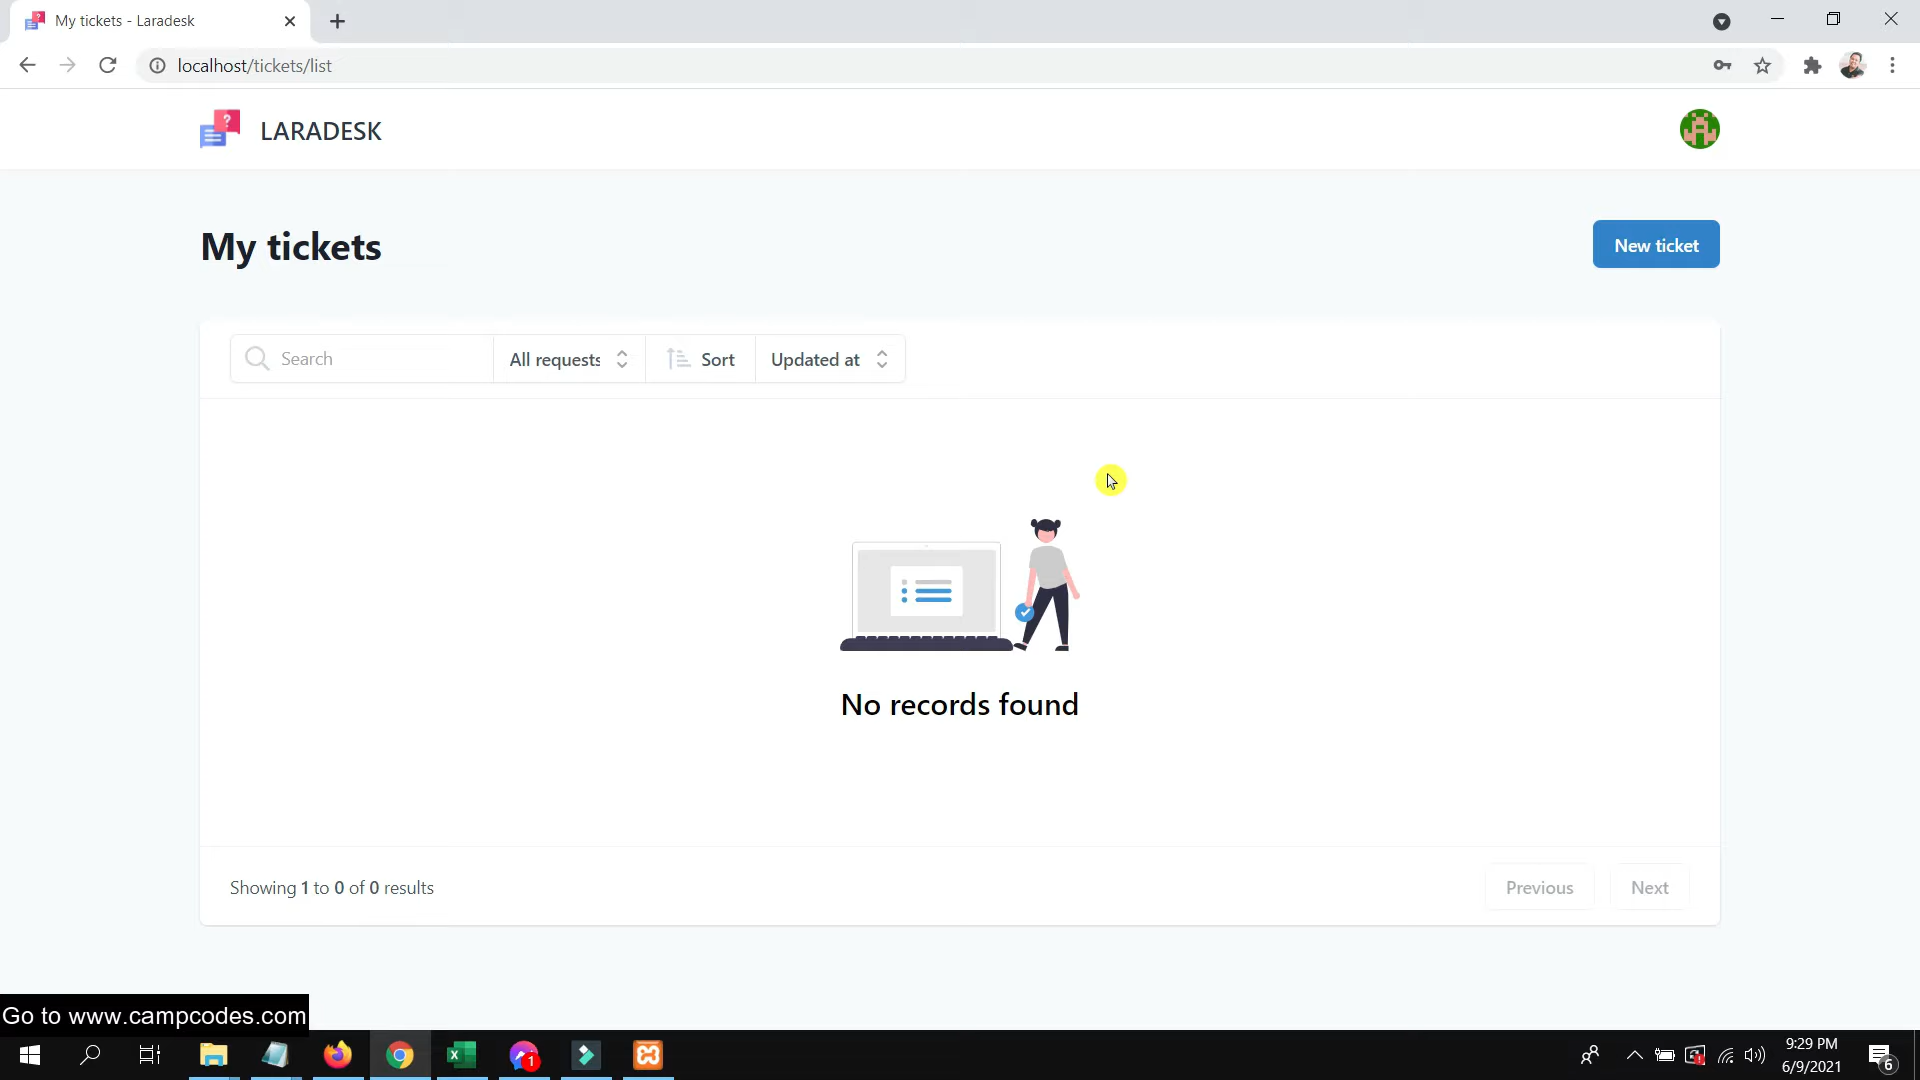 My tickets - Laradesk
localhost/tickets/list
LARADESK
My tickets
New ticket
Search
All requests
Sort
Updated at
No records found
Showing 1 to 0 of 0 results
Previous
Next
Go to www.campcodes.com
1
9:29 PM
6/9/2021
6